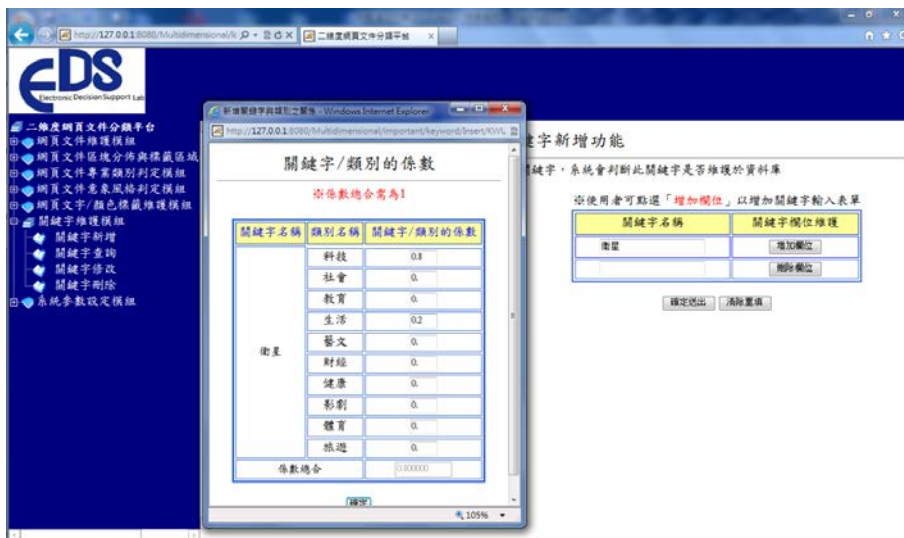 http://127.0.0.1:8080/Multidimensional/k
二維度網頁文件分類平台
EDS
Electronic Decision Support Lab
二維度網頁文件分類平台
網頁文件維護模組
網頁文件區塊分佈與標籤區域
網頁文件專業類別判定模組
網頁文件意象風格判定模組
網頁文字/顏色標籤維護模組
關鍵字維護模組
關鍵字新增
關鍵字查詢
關鍵字修改
關鍵字刪除
系統參數設定模組
新增關鍵字與類別之關係 - Windows Internet Explorer
http://127.0.0.1:8080/Multidimensional/important/keyword/Insert/KWI
關鍵字/類別的係數
※係數總合需為1
關鍵字名稱 類別名稱 關鍵字/類別的係數
衛星
科技 0.8
社會 0.
教育 0.
生活 0.2
藝文 0.
財經 0.
健康 0.
影劇 0.
體育 0.
旅遊 0.
係數總合 0.800000
確定
105%
鍵字新增功能
關鍵字，系統會判斷此關鍵字是否維護於資料庫
※使用者可點選「增加欄位」以增加關鍵字輸入表單
關鍵字名稱 關鍵字欄位維護
衛星 增加欄位
刪除欄位
確定送出 清除重填